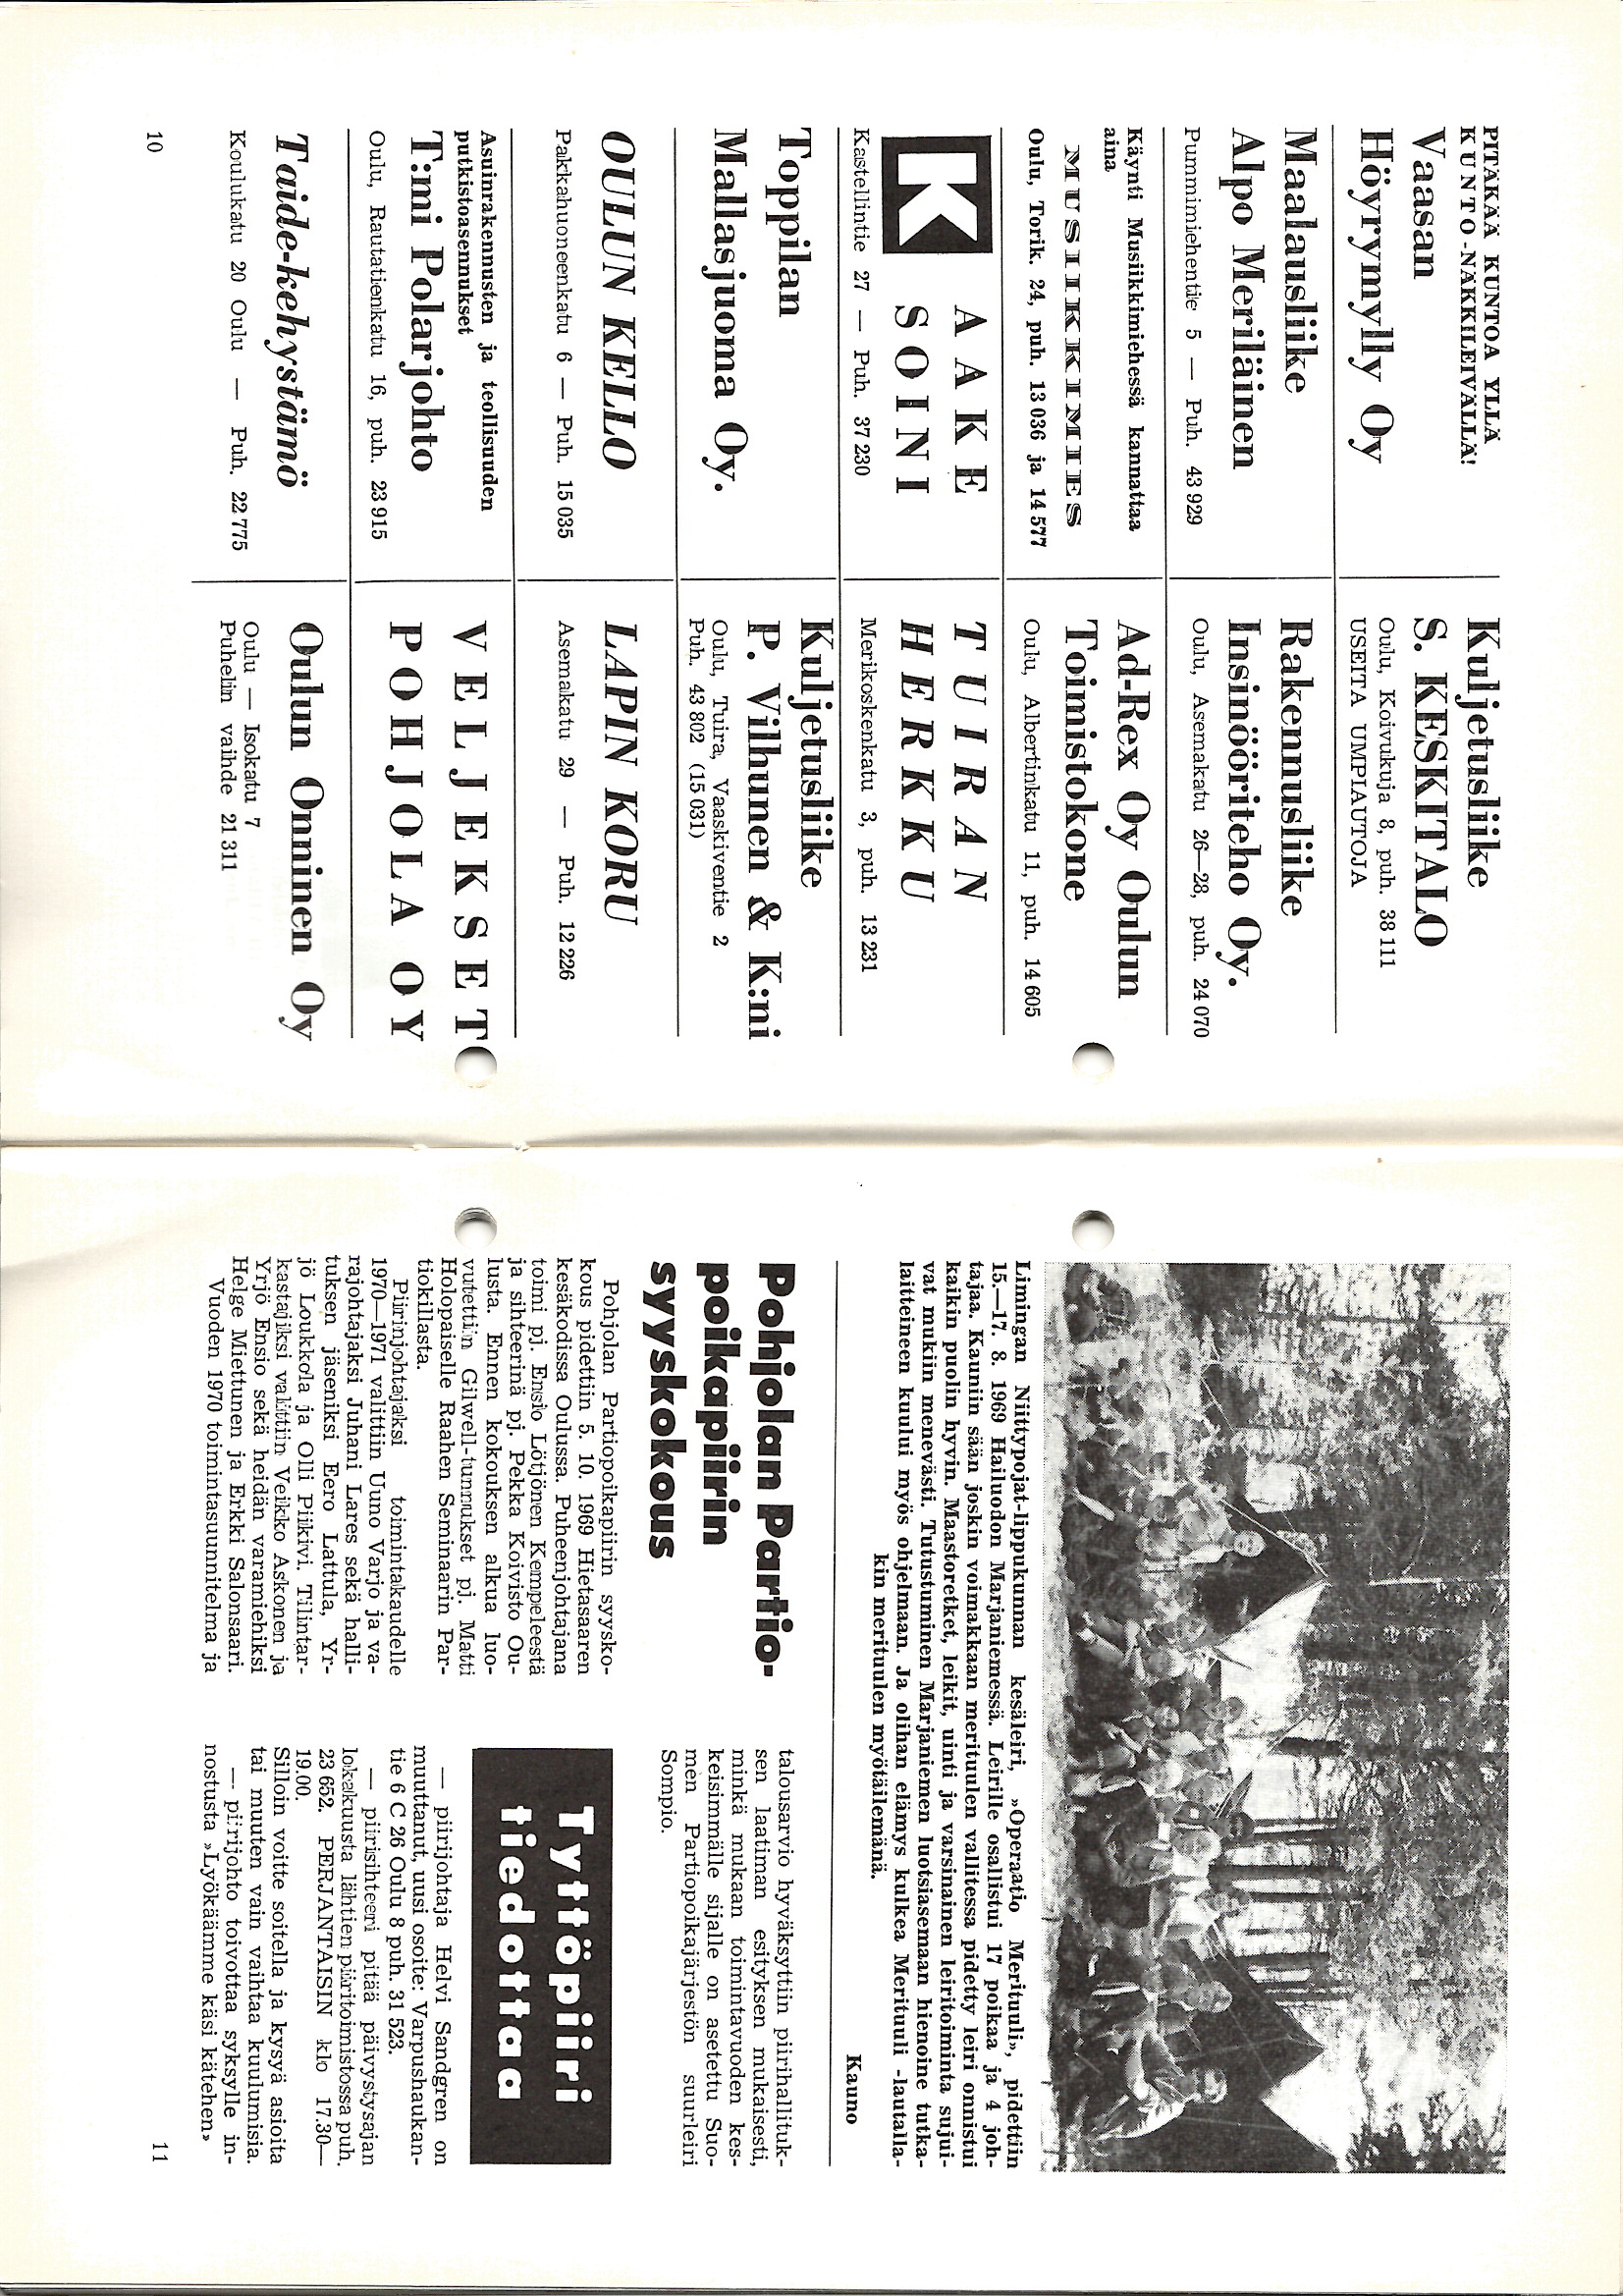 PITÄKÄÄ KUNTOA YLLÄ
KUNTO-NÄKKILEIVÄLLÄ!
Vaasan
Höyrymylly Oy
Maalausliike
Alpo Meriläinen
Pummimiehentie 5 — Puh. 43 929
Käynti Musiikkimiehessä kannattaa
aina
MUSIIKKIMIES
Oulu, Torik. 24, puh. 13 036 ja 14 577
K AAKE
SOINI
Kastellintie 27 — Puh. 37 230
Toppilan
Mallasjuoma Oy.
OULUN KELLO
Pakkahuoneenkatu 6 — Puh. 15 035
Asuinrakennusten ja teollisuuden
putkistoasennukset
T:mi Polarjohto
Oulu, Rautatienkatu 16, puh. 23 915
Taide-kehystämö
Koulukatu 20 Oulu — Puh. 22 775
10
Kuljetusliike
S. KESKITALO
Oulu, Koivukuja 8, puh. 38 111
USEITA UMPIAUTOJA
Rakennusliike
Insinööriteho Oy.
Oulu, Asemakatu 26—28, puh. 24 070
Ad-Rex Oy Oulun
Toimistokone
Oulu, Albertinkatu 11, puh. 14 605
TUIRAN
HERKKU
Merikoskenkatu 3, puh. 13 231
Kuljetusliike
P. Vilhunen & K:ni
Oulu, Tuira, Vaaskiventie 2
Puh. 43 802 (15 031)
LAPIN KORU
Asemakatu 29 — Puh. 12 226
VELJEKSET
POHJOLA OY
Oulun Onninen Oy
Oulu — Isokatu 7
Puhelin vaihde 21 311
Limingan Niittypojat-lippukunnan kesäleiri, »Operaatio Merituuli», pidettiin
15.—17. 8. 1969 Hailuodon Marjaniemessä. Leirille osallistui 17 poikaa ja 4 joh-
tajaa. Kauniin sään joskin voimakkaan merituulen vallitessa pidetty leiri onnistui
kaikin puolin hyvin. Maastoretket, leikit, uinti ja varsinainen leiritoiminta sujui-
vat mukiin menevästi. Tutustuminen Marjaniemen luotsiasemaan hienoine tutka-
laitteineen kuului myös ohjelmaan. Ja olihan elämys kulkea Merituuli -lautalla-
kin merituulen myötäilemänä.
Kauno
Pohjolan Partio-
poikapiirin
syyskokous
Pohjolan Partiopoikapiirin syysko-
kous pidettiin 5. 10. 1969 Hietasaaren
kesäkodissa Oulussa. Puheenjohtajana
toimi pj. Ensio Lötjönen Kempeleestä
ja sihteerinä pj. Pekka Koivisto Ou-
lusta. Ennen kokouksen alkua luo-
vutettiin Gilwell-tunnukset pj. Matti
Holopaiselle Raahen Seminaarin Par-
tiokillasta.
Piirinjohtajaksi toimintakaudelle
1970—1971 valittiin Uuno Varjo ja va-
rajohtajaksi Juhani Lares sekä halli-
tuksen jäseniksi Eero Lattula, Yr-
jö Loukkola ja Olli Piikivi. Tilintar-
kastajiksi valittiin Veikko Askonen ja
Yrjö Ensio sekä heidän varamiehiksi
Helge Miettunen ja Erkki Salonsaari.
Vuoden 1970 toimintasuunnitelma ja
talousarvio hyväksyttiin piirihallituk-
sen laatiman esityksen mukaisesti,
minkä mukaan toimintavuoden kes-
keisimmälle sijalle on asetettu Suo-
men Partiopoikajärjestön suurleiri
Sompio.
Tyttöpiiri
tiedottaa
— piirijohtaja Helvi Sandgren on
muuttanut, uusi osoite: Varpushaukan-
tie 6 C 26 Oulu 8 puh. 31 523.
— piirisihteeri pitää päivystysajan
lokakuusta lähtien piiritoimistossa puh.
23 652. PERJANTAISIN klo 17.30—
19.00.
Silloin voitte soitella ja kysyä asioita
tai muuten vain vaihtaa kuulumisia.
— piirijohto toivottaa syksylle in-
nostusta »Lyökäämme käsi kätehen»
11